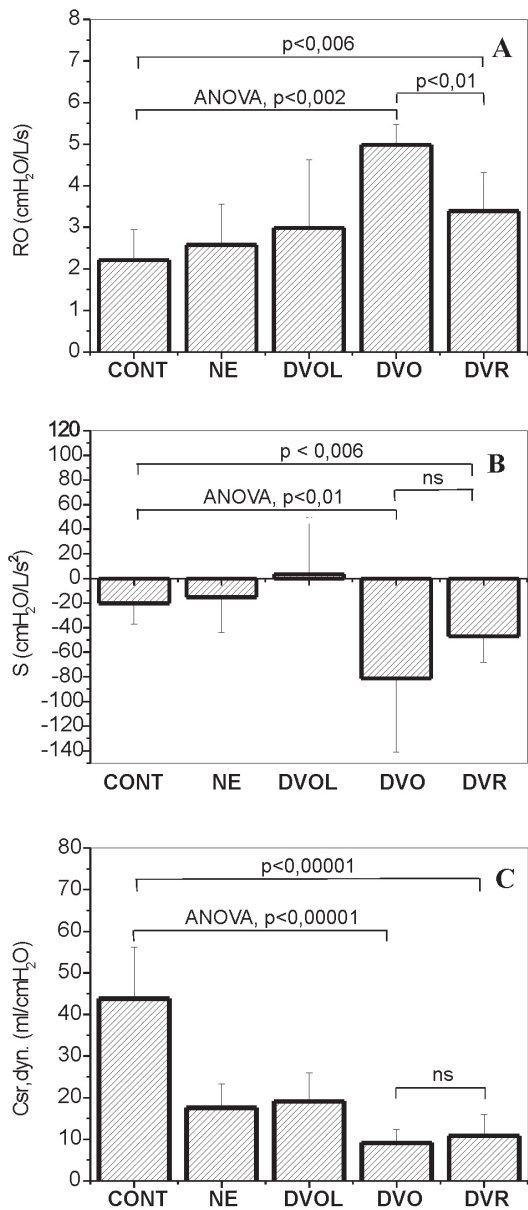 8
p<0,006
A
7
p<0,01
6
ANOVA, p<0,002
5
4
3
2
1
0
RO (cmH₂O/L/s)
CONT NE DVOL DVO DVR
120
100
p < 0,006
B
80
ns
60
ANOVA, p<0,01
40
20
0
-20
-40
-60
-80
-100
-120
-140
S (cmH₂O/L/s²)
CONT NE DVOL DVO DVR
80
C
p<0,00001
70
ANOVA, p<0,00001
60
50
40
30
ns
20
10
0
Csr,dyn. (ml/cmH₂O)
CONT NE DVOL DVO DVR